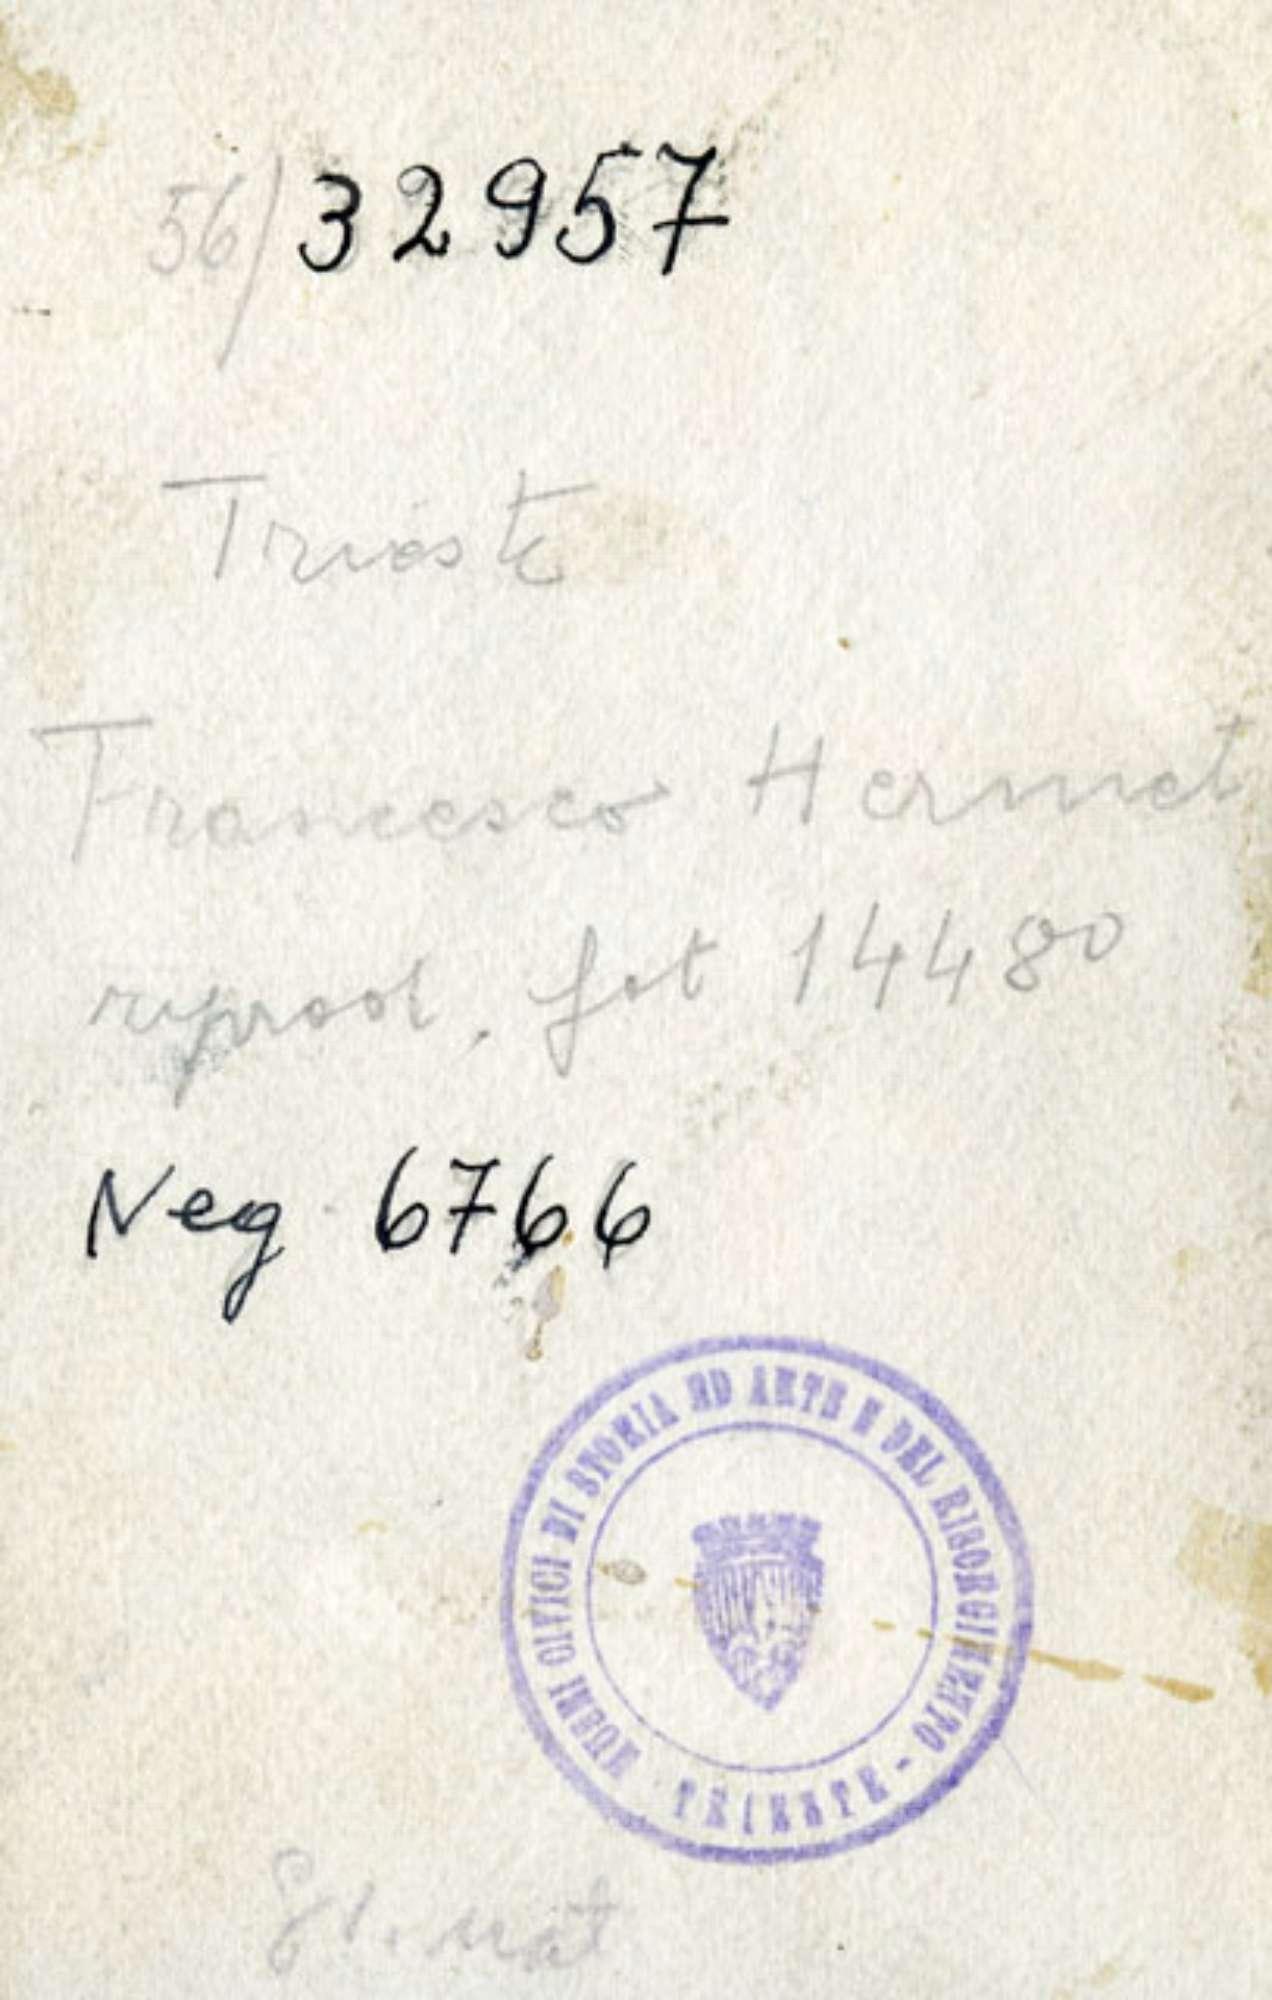 56/32957
Trieste
Francesco Hermet
riprod. fot 14480
Neg 6766
MUSEI CIVICI DI STORIA ED ARTE E DEL RISORGIMENTO - TRIESTE -